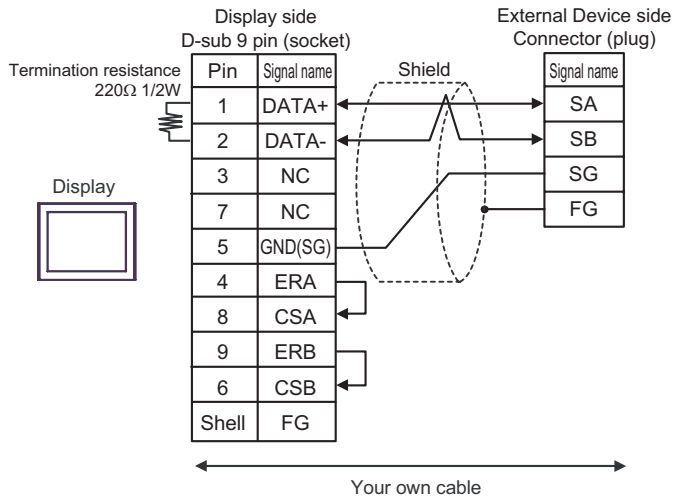 Display side
D-sub 9 pin (socket)
External Device side
Connector (plug)
Termination resistance
220Ω 1/2W
Pin Signal name
Shield
Signal name
1 DATA+
SA
2 DATA-
SB
3 NC
SG
Display
7 NC
FG
5 GND(SG)
4 ERA
8 CSA
9 ERB
6 CSB
Shell FG
Your own cable